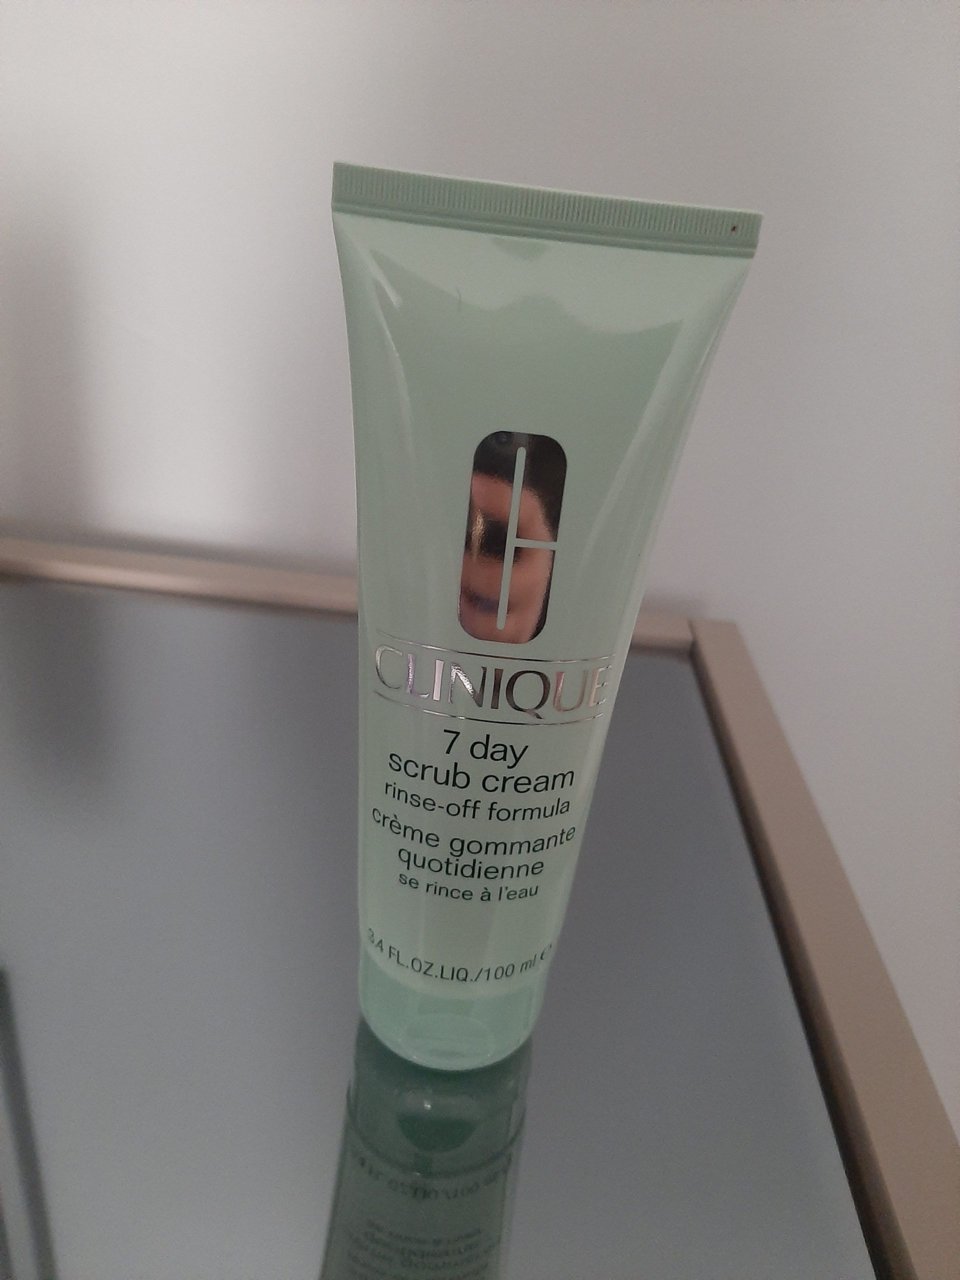 CLINIQUE
7 day
scrub cream
rinse-off formula
crème gommante
quotidienne
se rince à l'eau
3.4 FL.OZ.LIQ./100 ml ℮